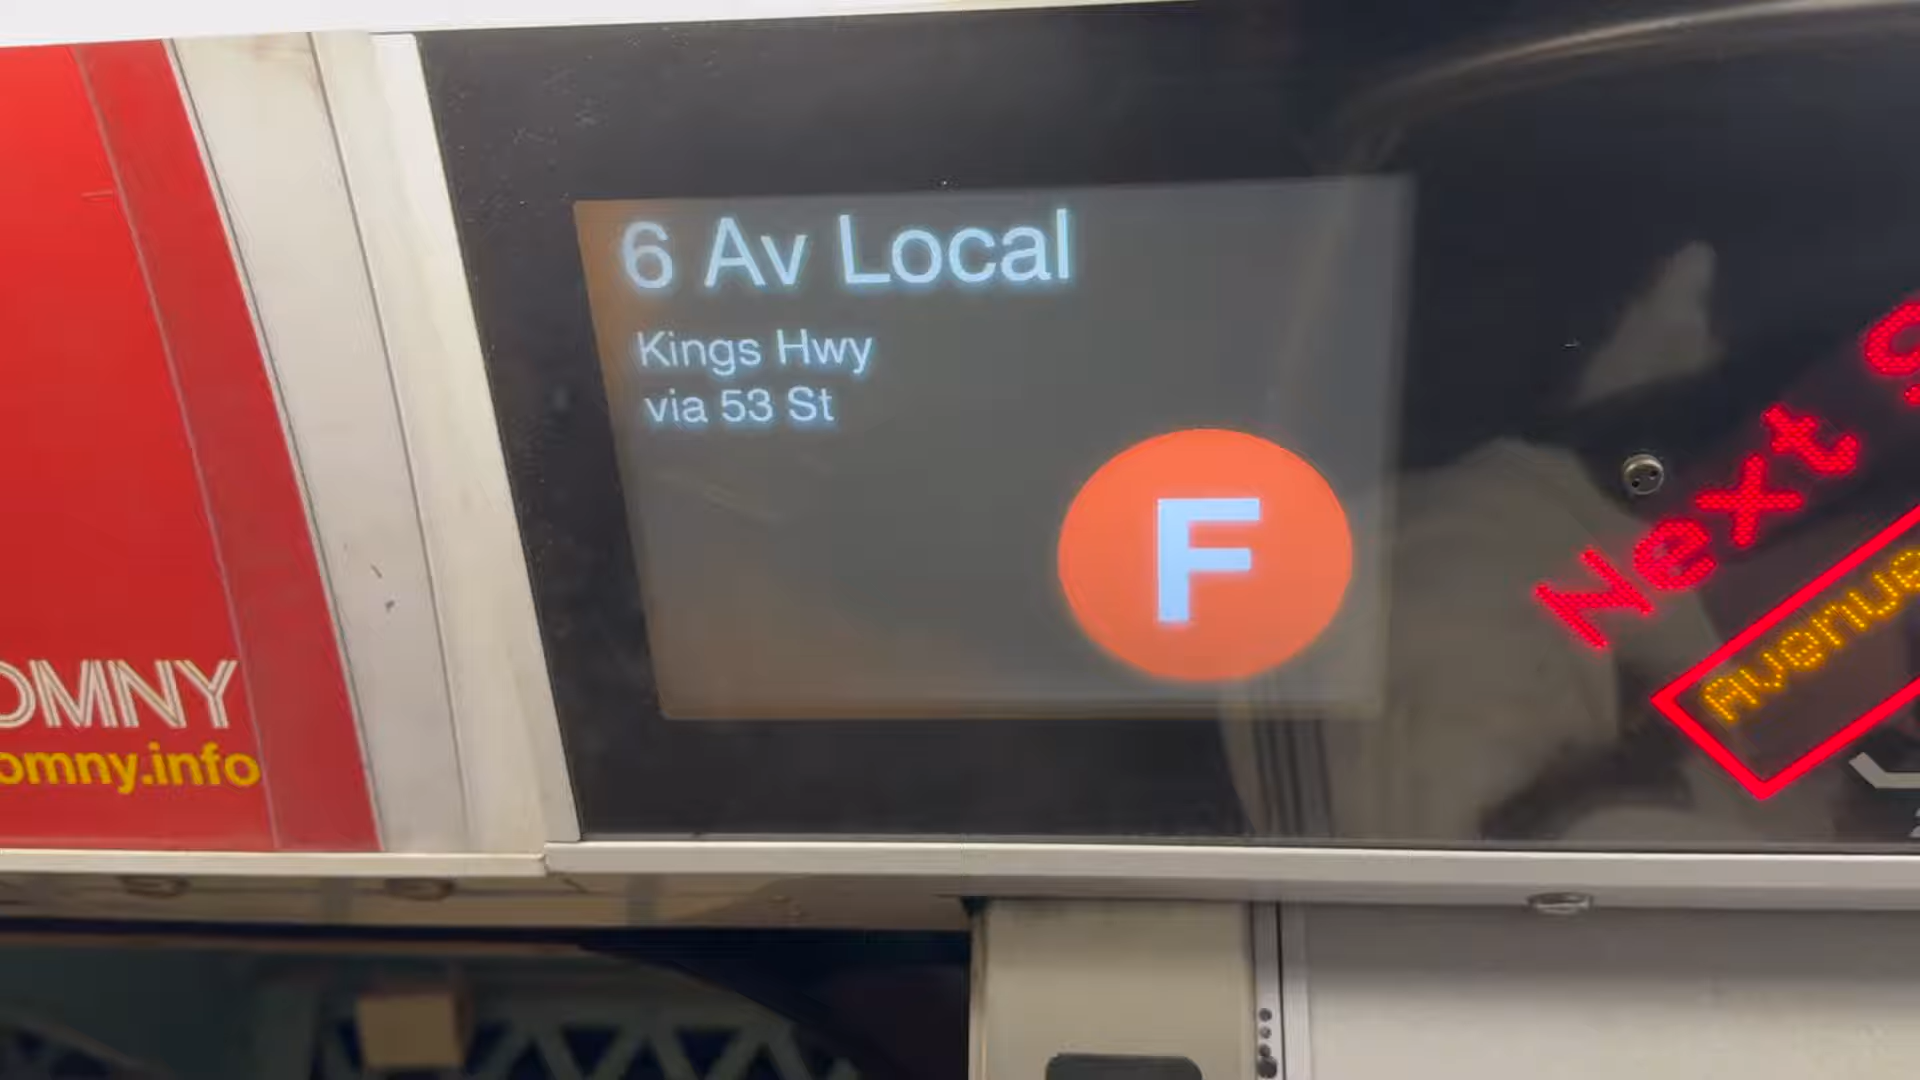 6 Av Local
Kings Hwy
via 53 St
F
Next
Avenue
OMNY
omny.info